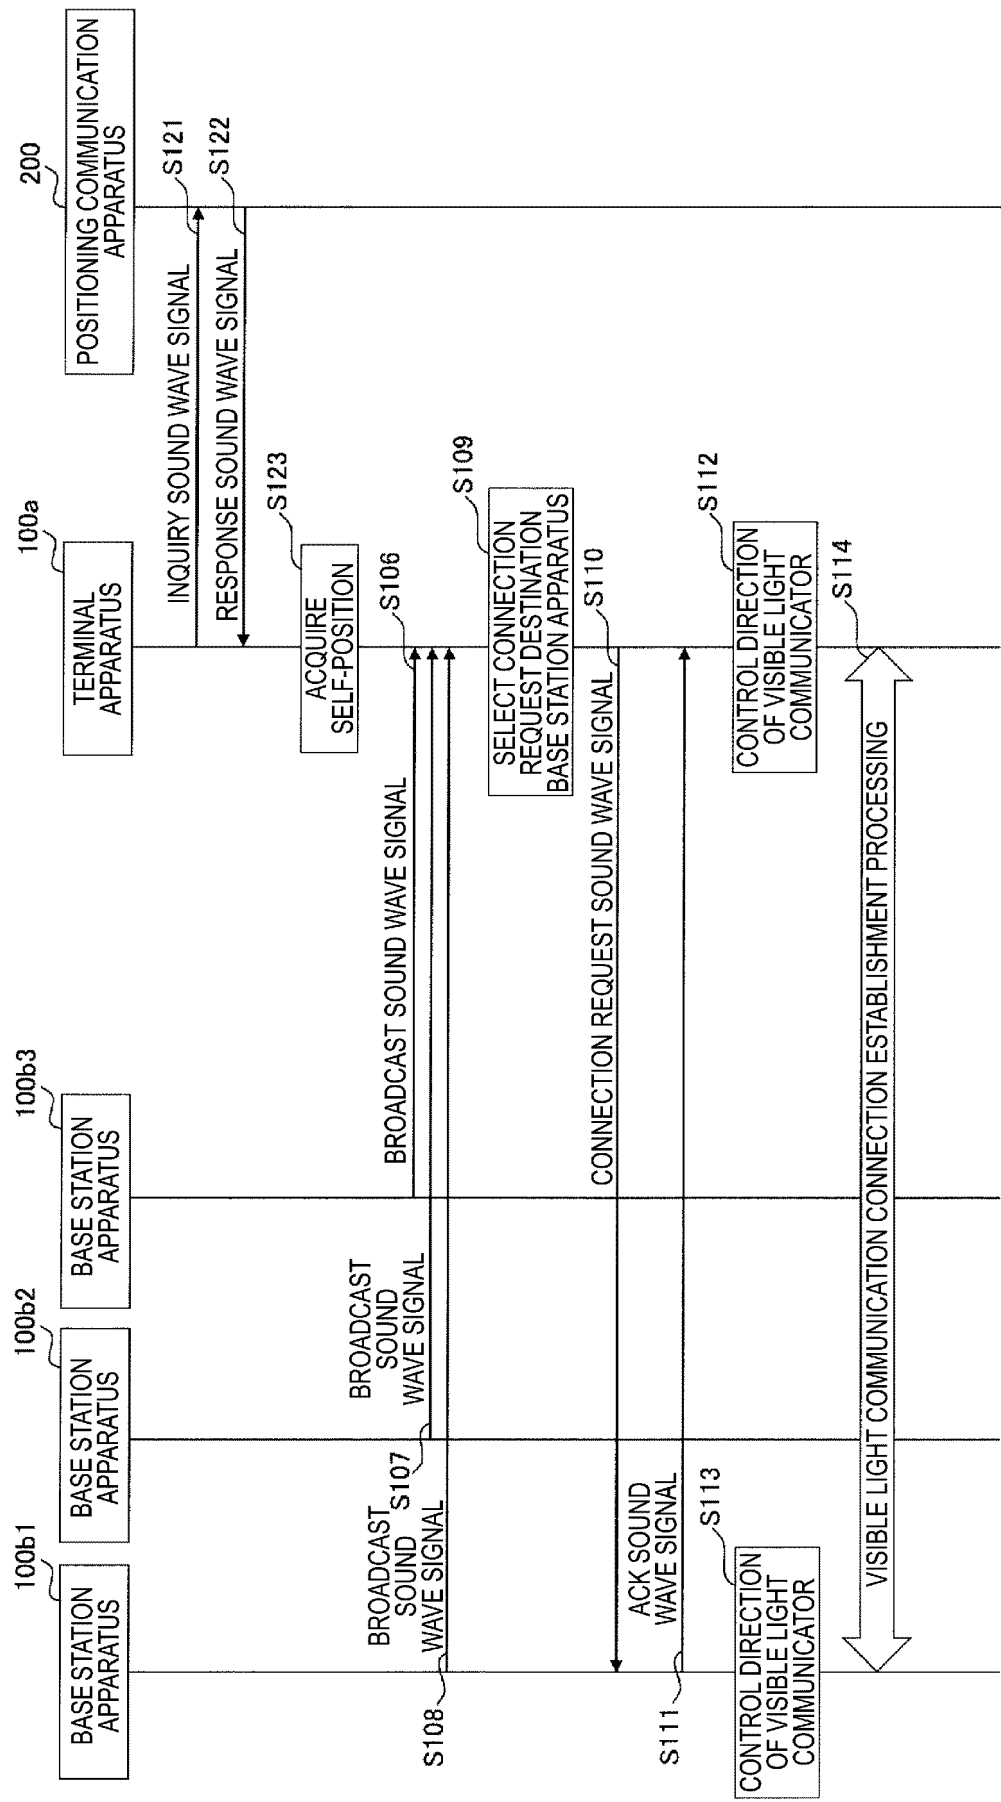 100b1
BASE STATION
APPARATUS
100b2
BASE STATION
APPARATUS
100b3
BASE STATION
APPARATUS
100a
TERMINAL
APPARATUS
200
POSITIONING COMMUNICATION
APPARATUS
INQUIRY SOUND WAVE SIGNAL
S121
RESPONSE SOUND WAVE SIGNAL
S122
S123
ACQUIRE
SELF-POSITION
BROADCAST SOUND WAVE SIGNAL
S106
BROADCAST
SOUND
WAVE SIGNAL
S107
BROADCAST
SOUND
WAVE SIGNAL
S108
S109
SELECT CONNECTION
REQUEST DESTINATION
BASE STATION APPARATUS
CONNECTION REQUEST SOUND WAVE SIGNAL
S110
ACK SOUND
WAVE SIGNAL
S111
S112
CONTROL DIRECTION
OF VISIBLE LIGHT
COMMUNICATOR
S113
CONTROL DIRECTION
OF VISIBLE LIGHT
COMMUNICATOR
S114
VISIBLE LIGHT COMMUNICATION CONNECTION ESTABLISHMENT PROCESSING